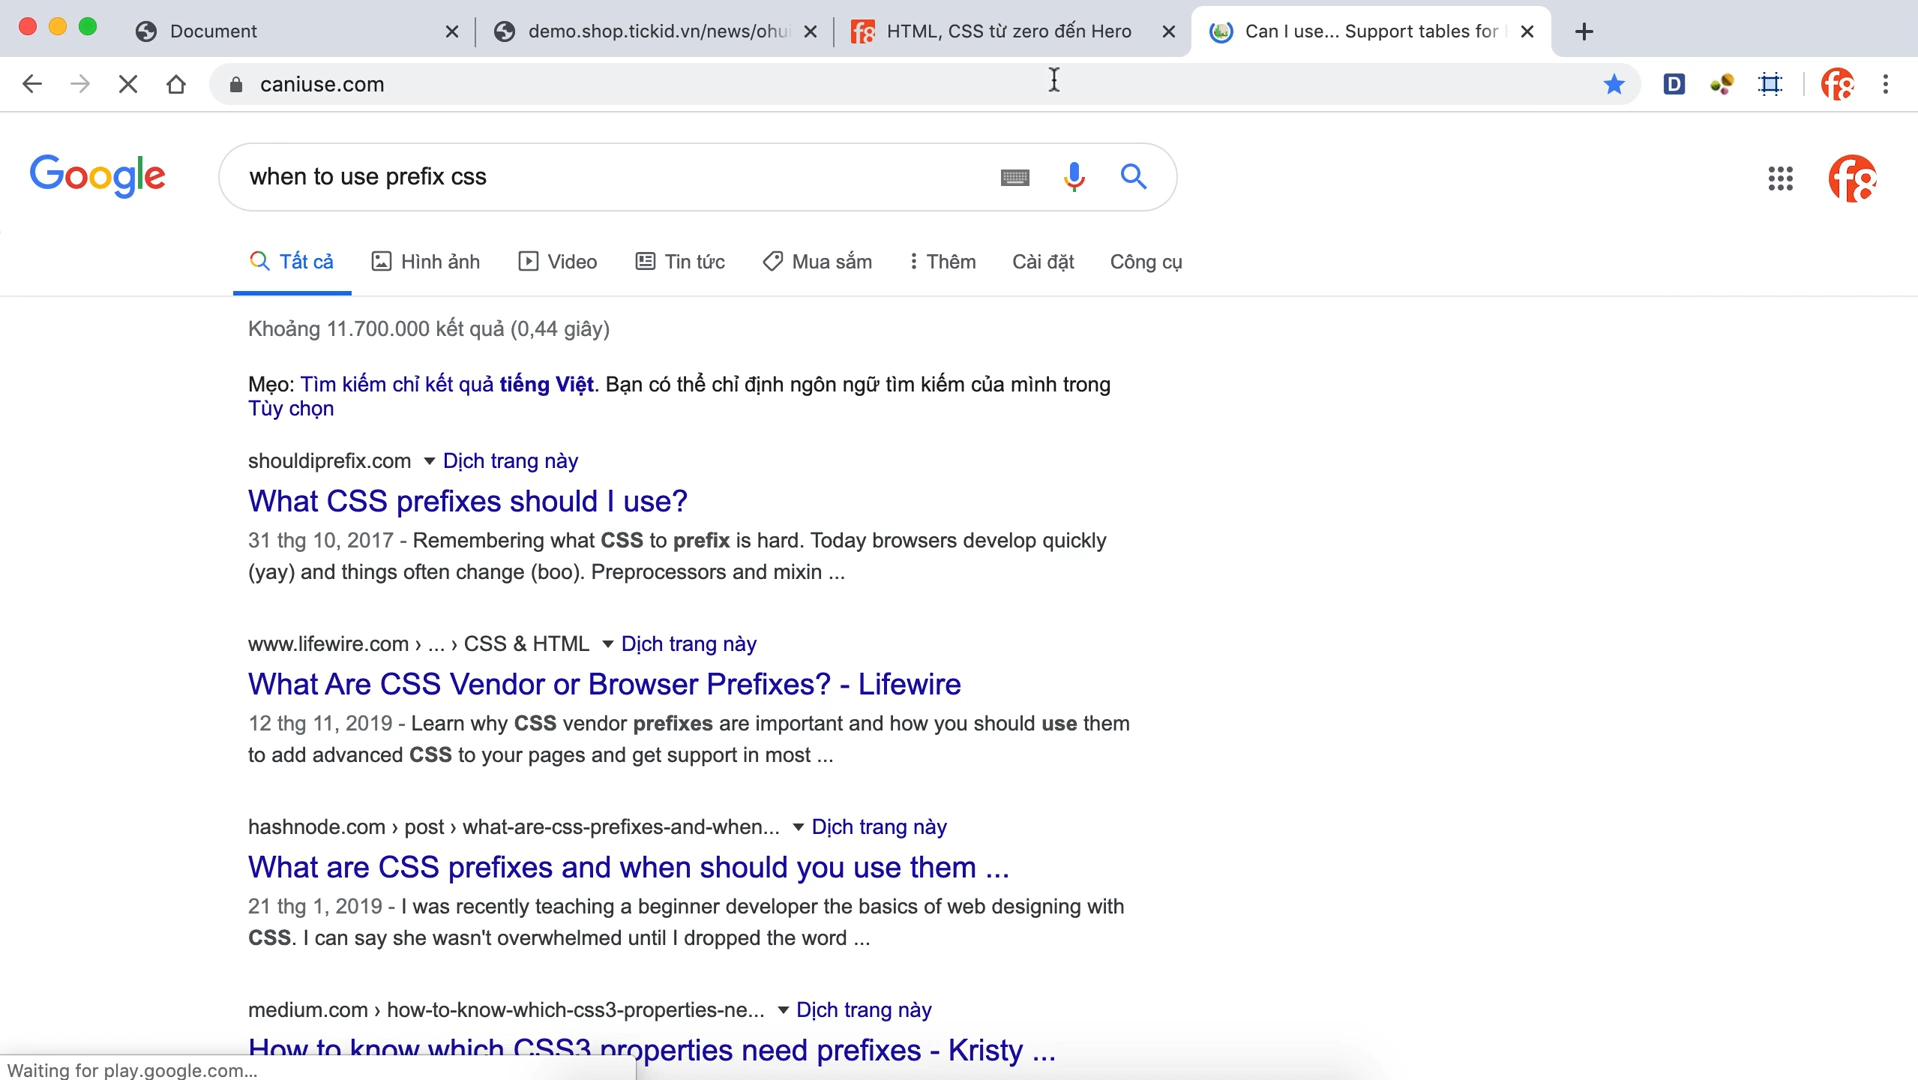 Document
demo.shop.tickid.vn/news/ohui
HTML, CSS từ zero đến Hero
Can I use... Support tables for
caniuse.com
D
f8
Google
when to use prefix css
f8
Tất cả
Hình ảnh
Video
Tin tức
Mua sắm
Thêm
Cài đặt
Công cụ
Khoảng 11.700.000 kết quả (0,44 giây)
Mẹo: Tìm kiếm chỉ kết quả tiếng Việt. Bạn có thể chỉ định ngôn ngữ tìm kiếm của mình trong
Tùy chọn
shouldiprefix.com ▼ Dịch trang này
What CSS prefixes should I use?
31 thg 10, 2017 - Remembering what CSS to prefix is hard. Today browsers develop quickly
(yay) and things often change (boo). Preprocessors and mixin ...
www.lifewire.com › ... › CSS & HTML ▼ Dịch trang này
What Are CSS Vendor or Browser Prefixes? - Lifewire
12 thg 11, 2019 - Learn why CSS vendor prefixes are important and how you should use them
to add advanced CSS to your pages and get support in most ...
hashnode.com › post › what-are-css-prefixes-and-when... ▼ Dịch trang này
What are CSS prefixes and when should you use them ...
21 thg 1, 2019 - I was recently teaching a beginner developer the basics of web designing with
CSS. I can say she wasn't overwhelmed until I dropped the word ...
medium.com › how-to-know-which-css3-properties-ne... ▼ Dịch trang này
How to know which CSS3 properties need prefixes - Kristy ...
Waiting for play.google.com...